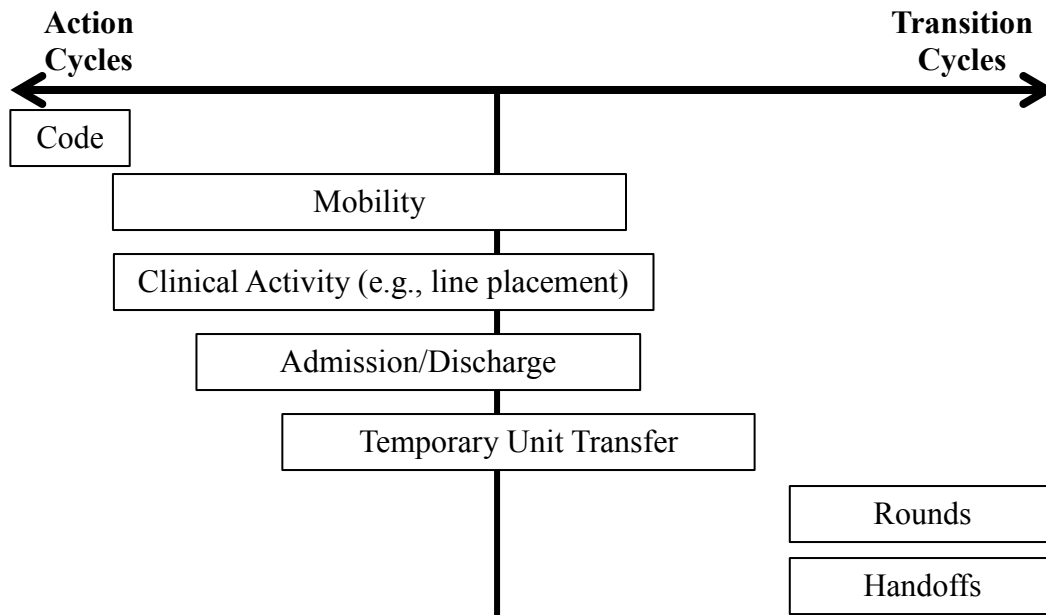 Action
Cycles
Transition
Cycles
Code
Mobility
Clinical Activity (e.g., line placement)
Admission/Discharge
Temporary Unit Transfer
Rounds
Handoffs